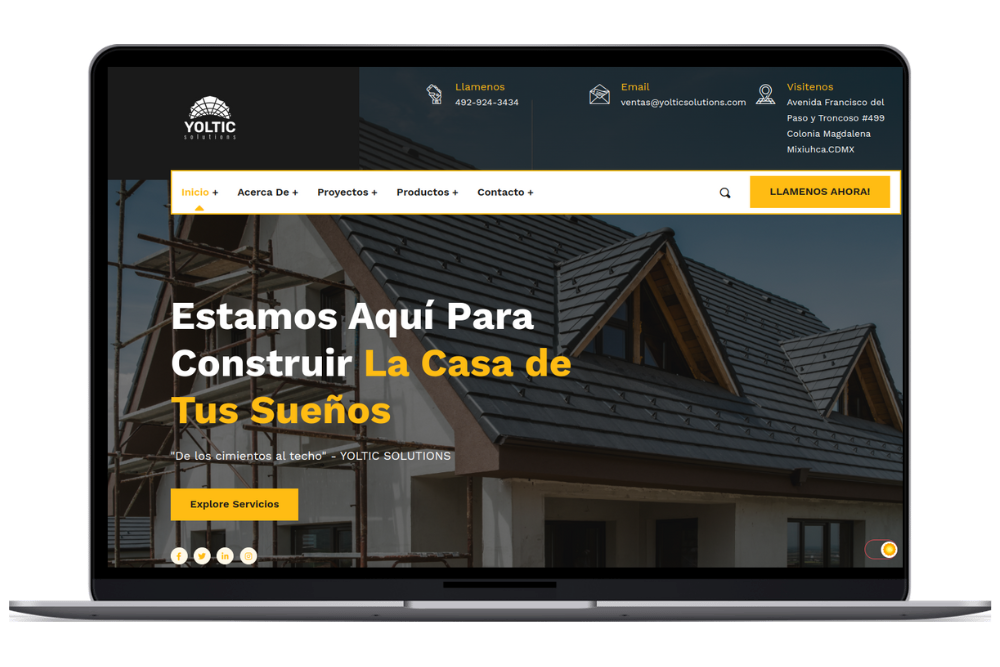 YOLTIC
solutions
Llamenos
492-924-3434
Email
ventas@yolticsolutions.com
Visitenos
Avenida Francisco del
Paso y Troncoso #499
Colonia Magdalena
Mixiuhca.CDMX
Inicio +
Acerca De +
Proyectos +
Productos +
Contacto +
LLAMENOS AHORA!
Estamos Aquí Para
Construir La Casa de
Tus Sueños
"De los cimientos al techo" - YOLTIC SOLUTIONS
Explore Servicios